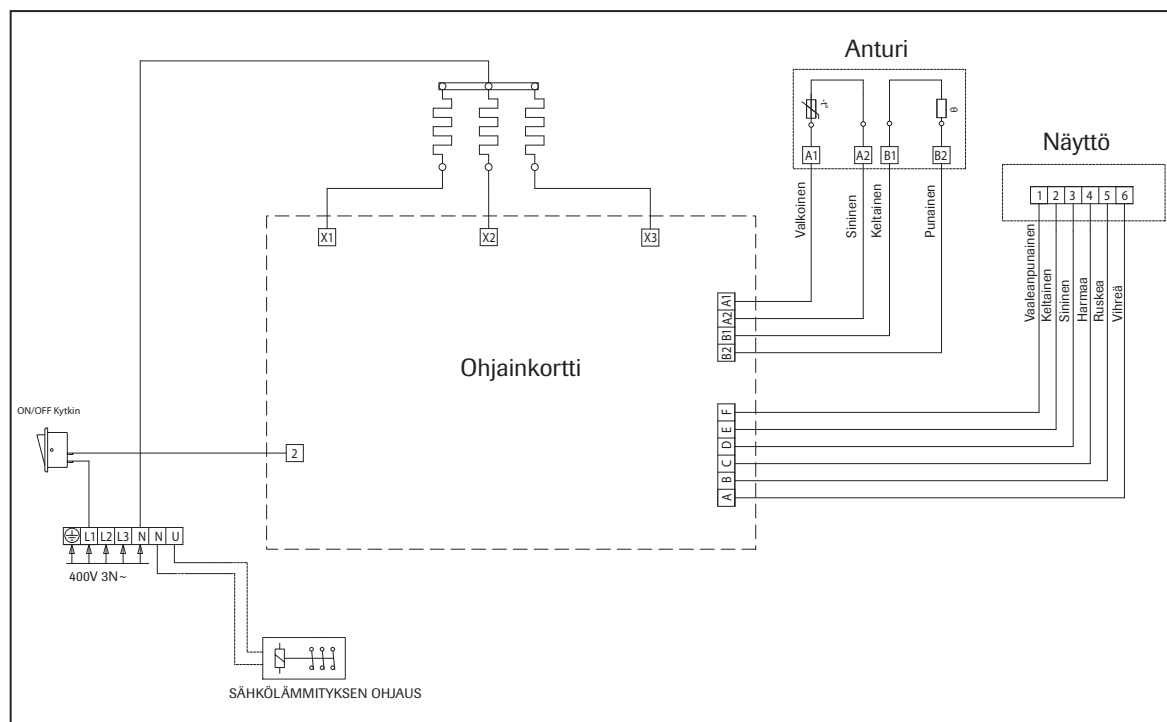 Anturi
A1 A2 B1 B2
Valkoinen
Sininen
Keltainen
Punainen
Näyttö
1 2 3 4 5 6
Vaaleanpunainen
Keltainen
Sininen
Harmaa
Ruskea
Vihreä
X1 X2 X3
A1
A2
B1
B2
Ohjainkortti
F
E
D
C
B
A
ON/OFF Kytkin
2
L1 L2 L3 N N U
400V 3N~
SÄHKÖLÄMMITYKSEN OHJAUS